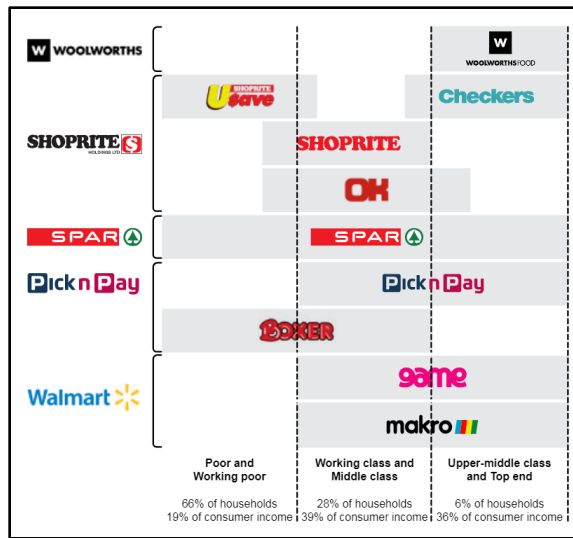 W WOOLWORTHS
W
WOOLWORTHSFOOD
SHOPRITE
Usave
Checkers
SHOPRITE S
HOLDINGS LTD
SHOPRITE
OK
SPAR
SPAR
Pick n Pay
Pick n Pay
BOXER
Walmart
game
makro
Poor and
Working poor
Working class and
Middle class
Upper-middle class
and Top end
66% of households
19% of consumer income
28% of households
39% of consumer income
6% of households
36% of consumer income